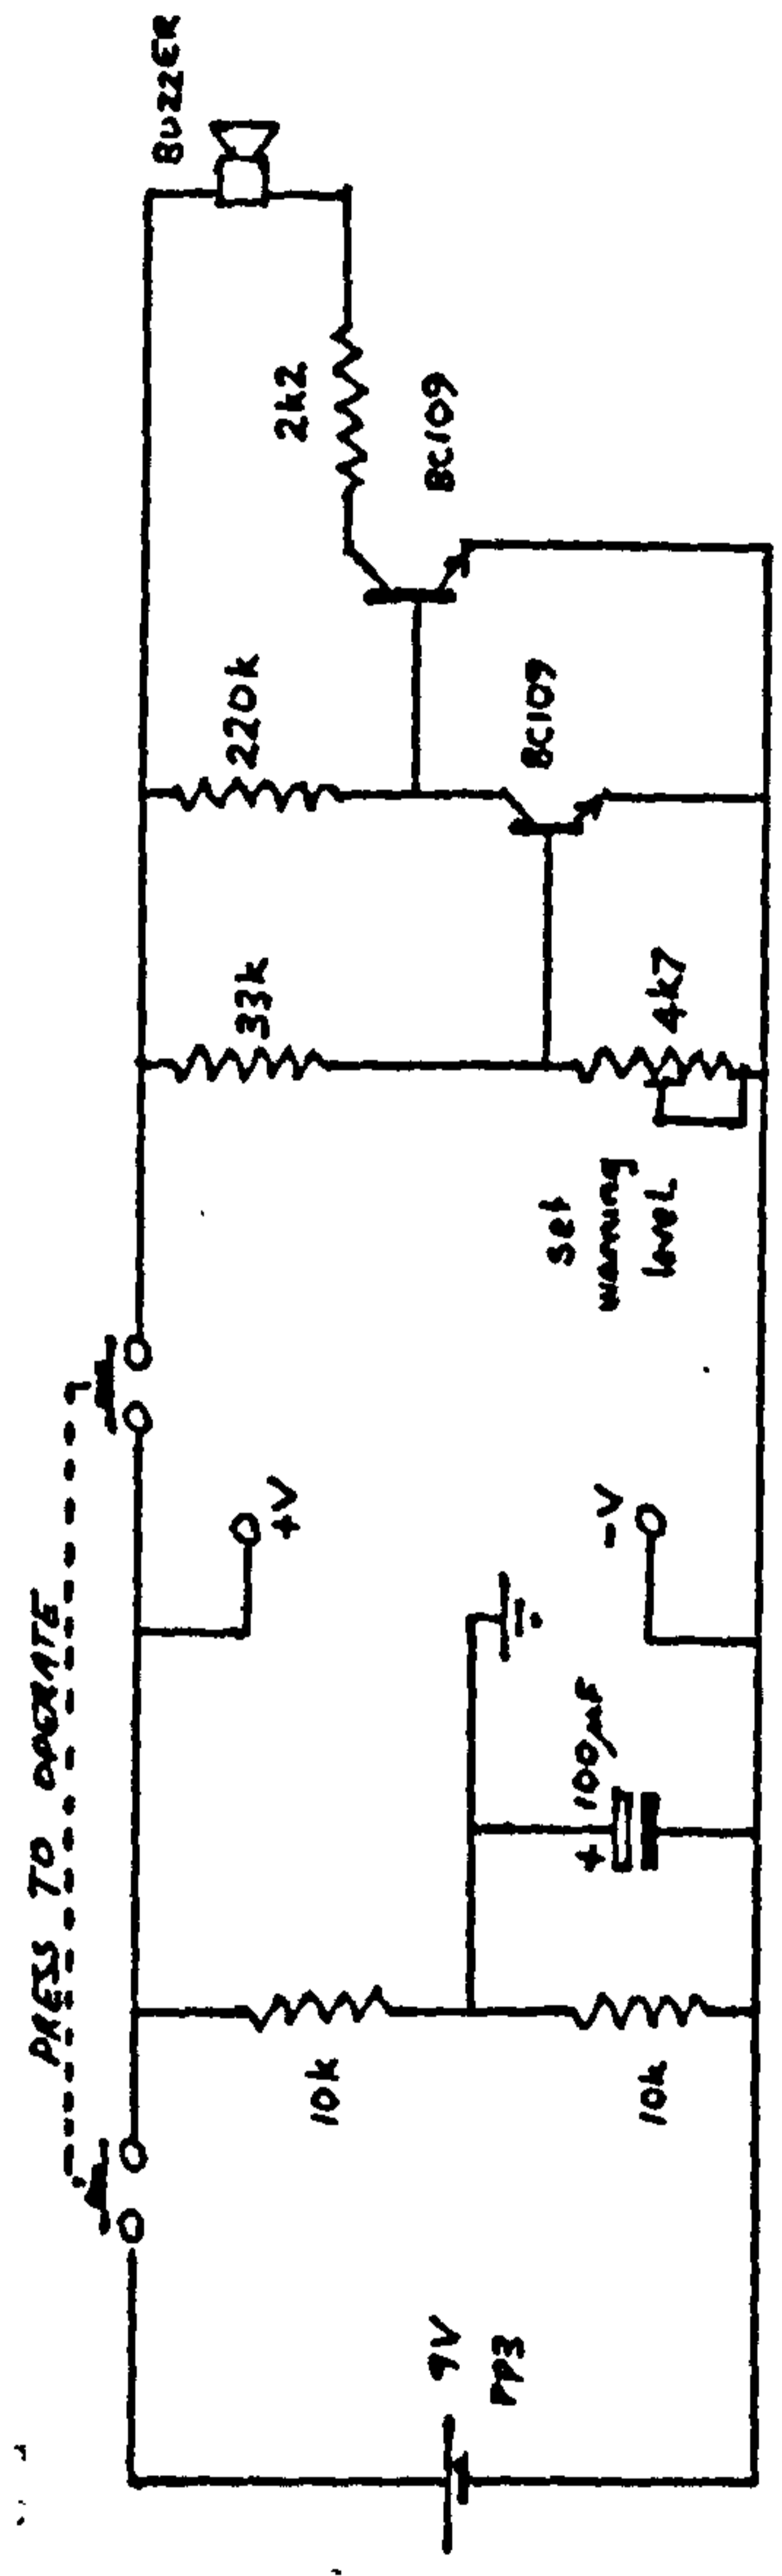 PRESS TO OPERATE
9V
PP3
10k
10k
+
100μF
+V
-V
33k
Set
warning
level
4k7
220k
BC109
2k2
BC109
BUZZER